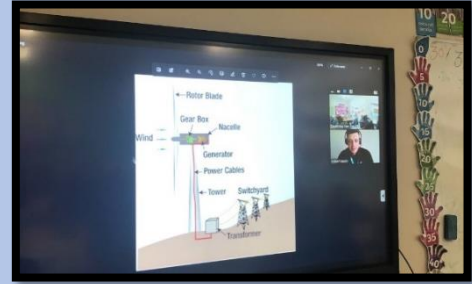 Rotor Blade
Gear Box
Nacelle
Wind
Generator
Power Cables
Tower
Switchyard
Transformer
10
20
0
5
10
15
20
25
30
35
40